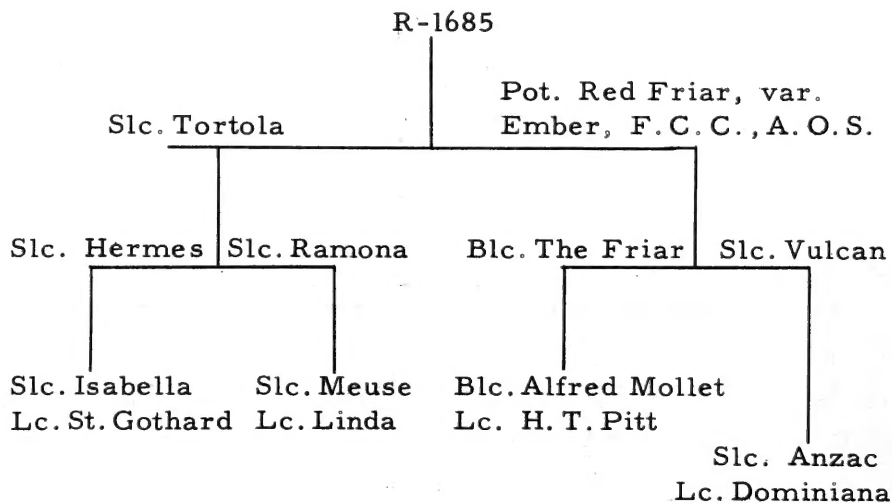 R-1685
Pot. Red Friar, var.
Slc. Tortola
Ember, F.C.C., A.O.S.
Slc. Hermes Slc. Ramona Blc. The Friar Slc. Vulcan
Slc. Isabella Slc. Meuse Blc. Alfred Mollet
Lc. St. Gothard Lc. Linda Lc. H. T. Pitt
Slc. Anzac
Lc. Dominiana